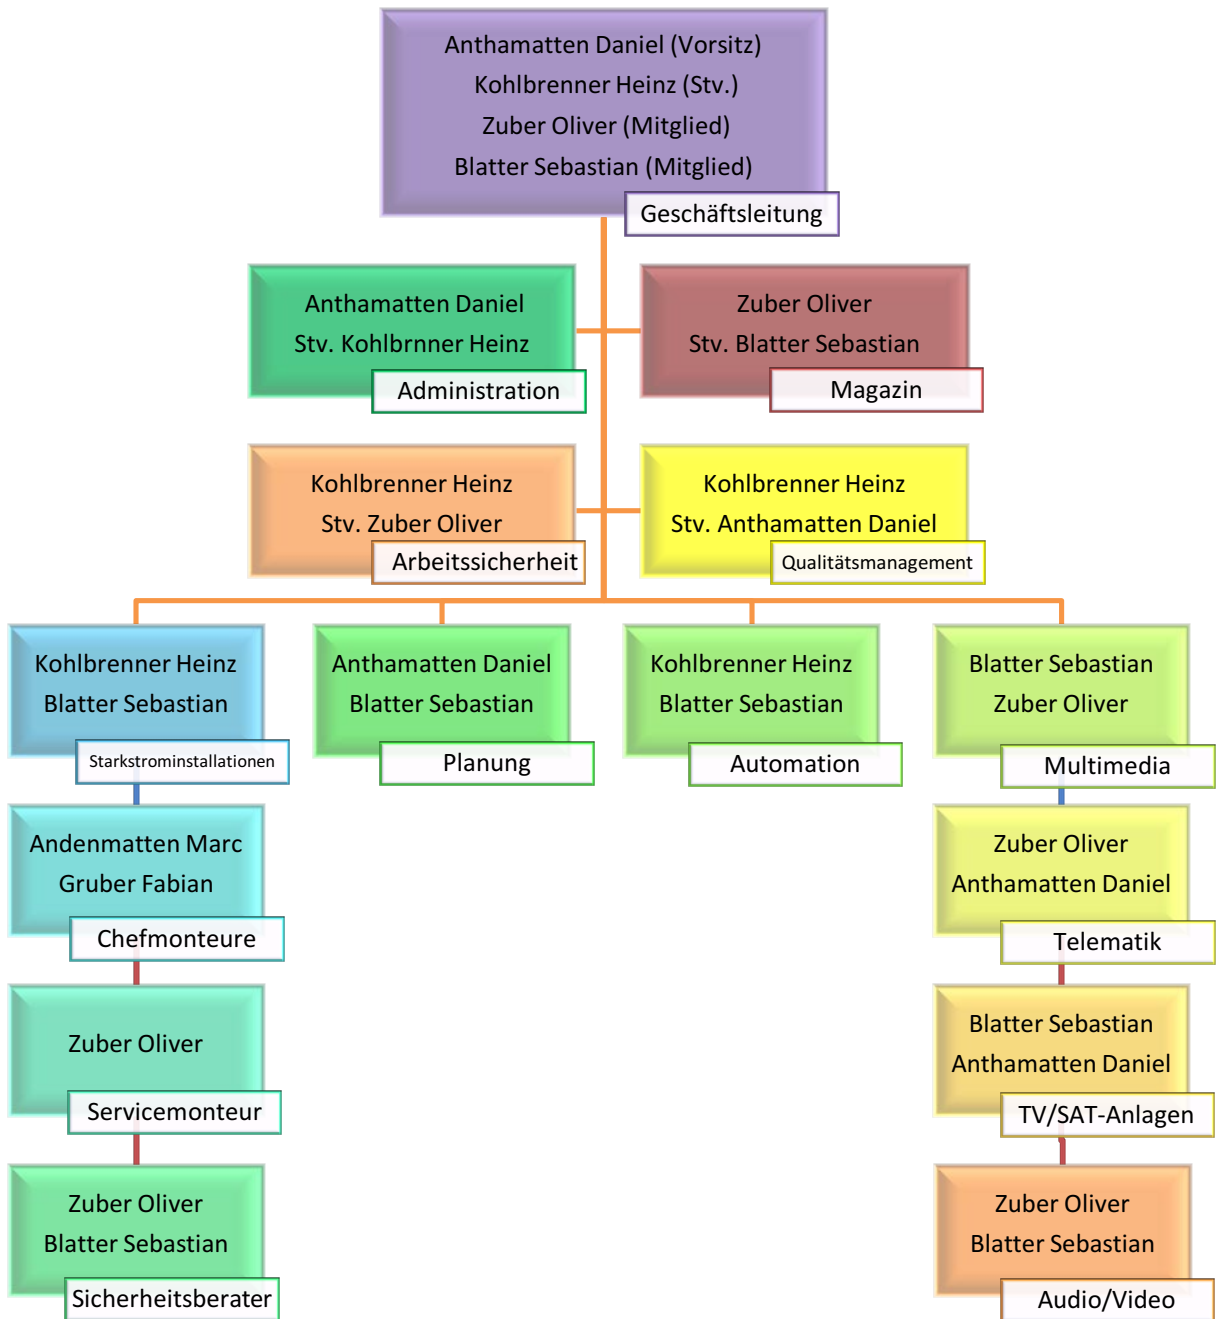 Anthamatten Daniel (Vorsitz)
Kohlbrenner Heinz (Stv.)
Zuber Oliver (Mitglied)
Blatter Sebastian (Mitglied)
Geschäftsleitung
Anthamatten Daniel
Stv. Kohlbrnner Heinz
Administration
Zuber Oliver
Stv. Blatter Sebastian
Magazin
Kohlbrenner Heinz
Stv. Zuber Oliver
Arbeitssicherheit
Kohlbrenner Heinz
Stv. Anthamatten Daniel
Qualitätsmanagement
Kohlbrenner Heinz
Blatter Sebastian
Starkstrominstallationen
Anthamatten Daniel
Blatter Sebastian
Planung
Kohlbrenner Heinz
Blatter Sebastian
Automation
Blatter Sebastian
Zuber Oliver
Multimedia
Andenmatten Marc
Gruber Fabian
Chefmonteure
Zuber Oliver
Anthamatten Daniel
Telematik
Zuber Oliver
Servicemonteur
Blatter Sebastian
Anthamatten Daniel
TV/SAT-Anlagen
Zuber Oliver
Blatter Sebastian
Sicherheitsberater
Zuber Oliver
Blatter Sebastian
Audio/Video